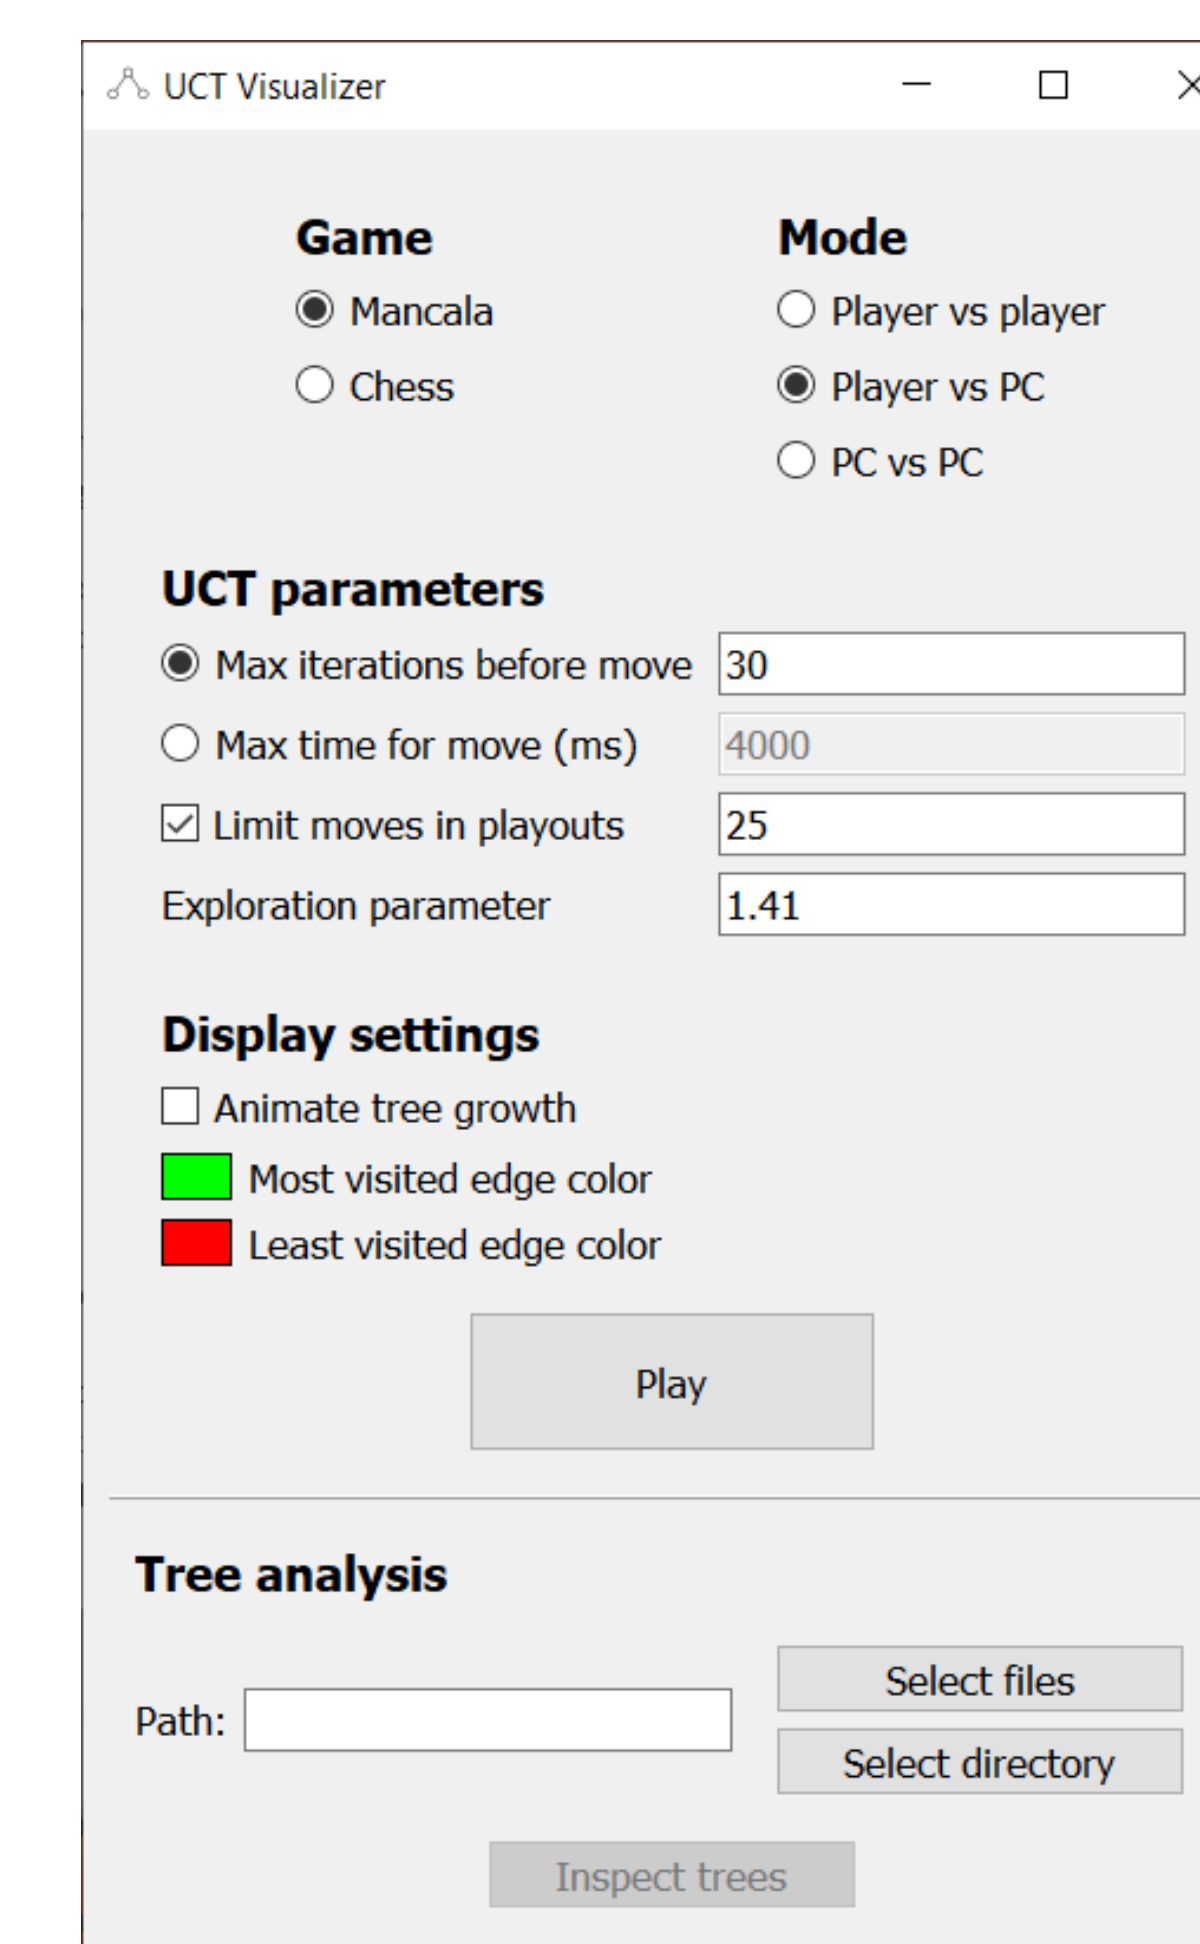 UCT Visualizer
Game
Mancala
Chess
Mode
Player vs player
Player vs PC
PC vs PC
UCT parameters
Max iterations before move 30
Max time for move (ms) 4000
Limit moves in playouts 25
Exploration parameter 1.41
Display settings
Animate tree growth
Most visited edge color
Least visited edge color
Play
Tree analysis
Select files
Path:
Select directory
Inspect trees